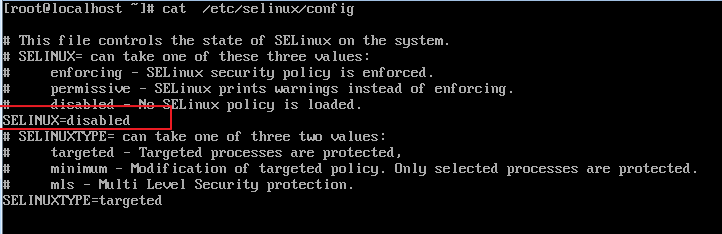 [root@localhost ~]# cat  /etc/selinux/config
# This file controls the state of SELinux on the system.
# SELINUX= can take one of these three values:
#     enforcing - SELinux security policy is enforced.
#     permissive - SELinux prints warnings instead of enforcing.
#     disabled - No SELinux policy is loaded.
SELINUX=disabled
# SELINUXTYPE= can take one of three two values:
#     targeted - Targeted processes are protected,
#     minimum - Modification of targeted policy. Only selected processes are protected.
#     mls - Multi Level Security protection.
SELINUXTYPE=targeted